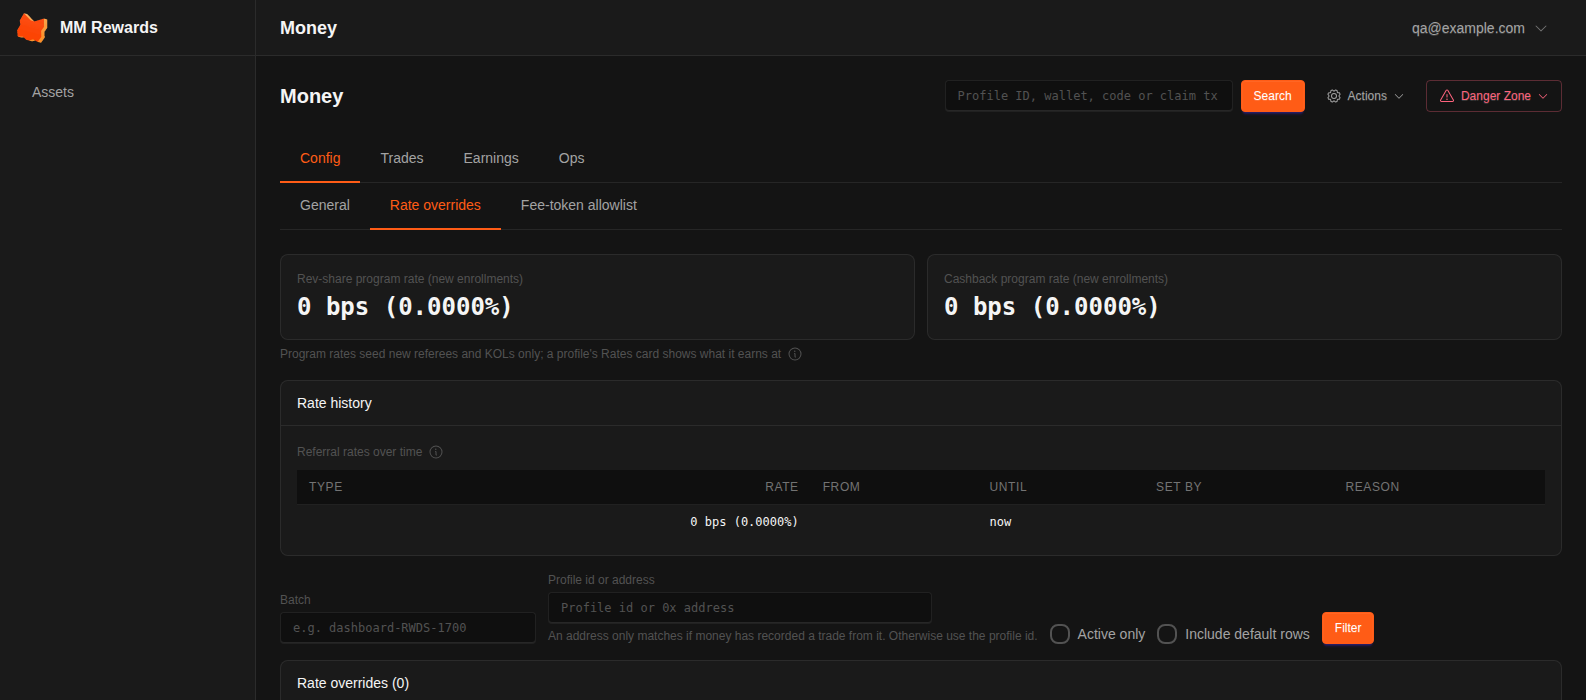 MM Rewards
Money
qa@example.com
Assets
Money
Profile ID, wallet, code or claim tx
Search
Actions
Danger Zone
Config
Trades
Earnings
Ops
General
Rate overrides
Fee-token allowlist
Rev-share program rate (new enrollments)
0 bps (0.0000%)
Cashback program rate (new enrollments)
0 bps (0.0000%)
Program rates seed new referees and KOLs only; a profile's Rates card shows what it earns at
Rate history
Referral rates over time
TYPE RATE FROM UNTIL SET BY REASON
0 bps (0.0000%) now
Batch
e.g. dashboard-RWDS-1700
Profile id or address
Profile id or 0x address
An address only matches if money has recorded a trade from it. Otherwise use the profile id.
Active only
Include default rows
Filter
Rate overrides (0)